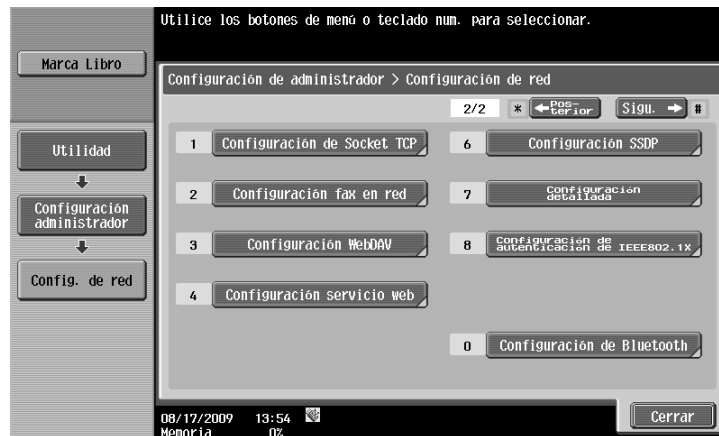 Utilice los botones de menú o teclado num. para seleccionar.
Marca Libro
Configuración de administrador > Configuración de red
2/2 * ←Pos-
terior Sigu. → #
Utilidad
Configuración
administrador
Config. de red
1 Configuración de Socket TCP
2 Configuración fax en red
3 Configuración WebDAV
4 Configuración servicio web
6 Configuración SSDP
7 Configuración
detallada
8 Configuración de
autenticación de IEEE802.1X
0 Configuración de Bluetooth
08/17/2009 13:54
Memoria 0%
Cerrar